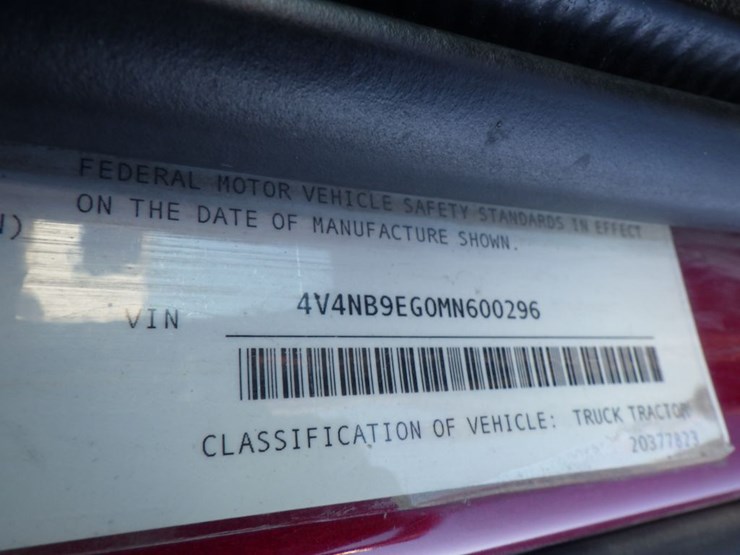 FEDERAL MOTOR VEHICLE SAFETY STANDARDS IN EFFECT
ON THE DATE OF MANUFACTURE SHOWN.
VIN 4V4NB9EG0MN600296
CLASSIFICATION OF VEHICLE: TRUCK TRACTOR
20377823